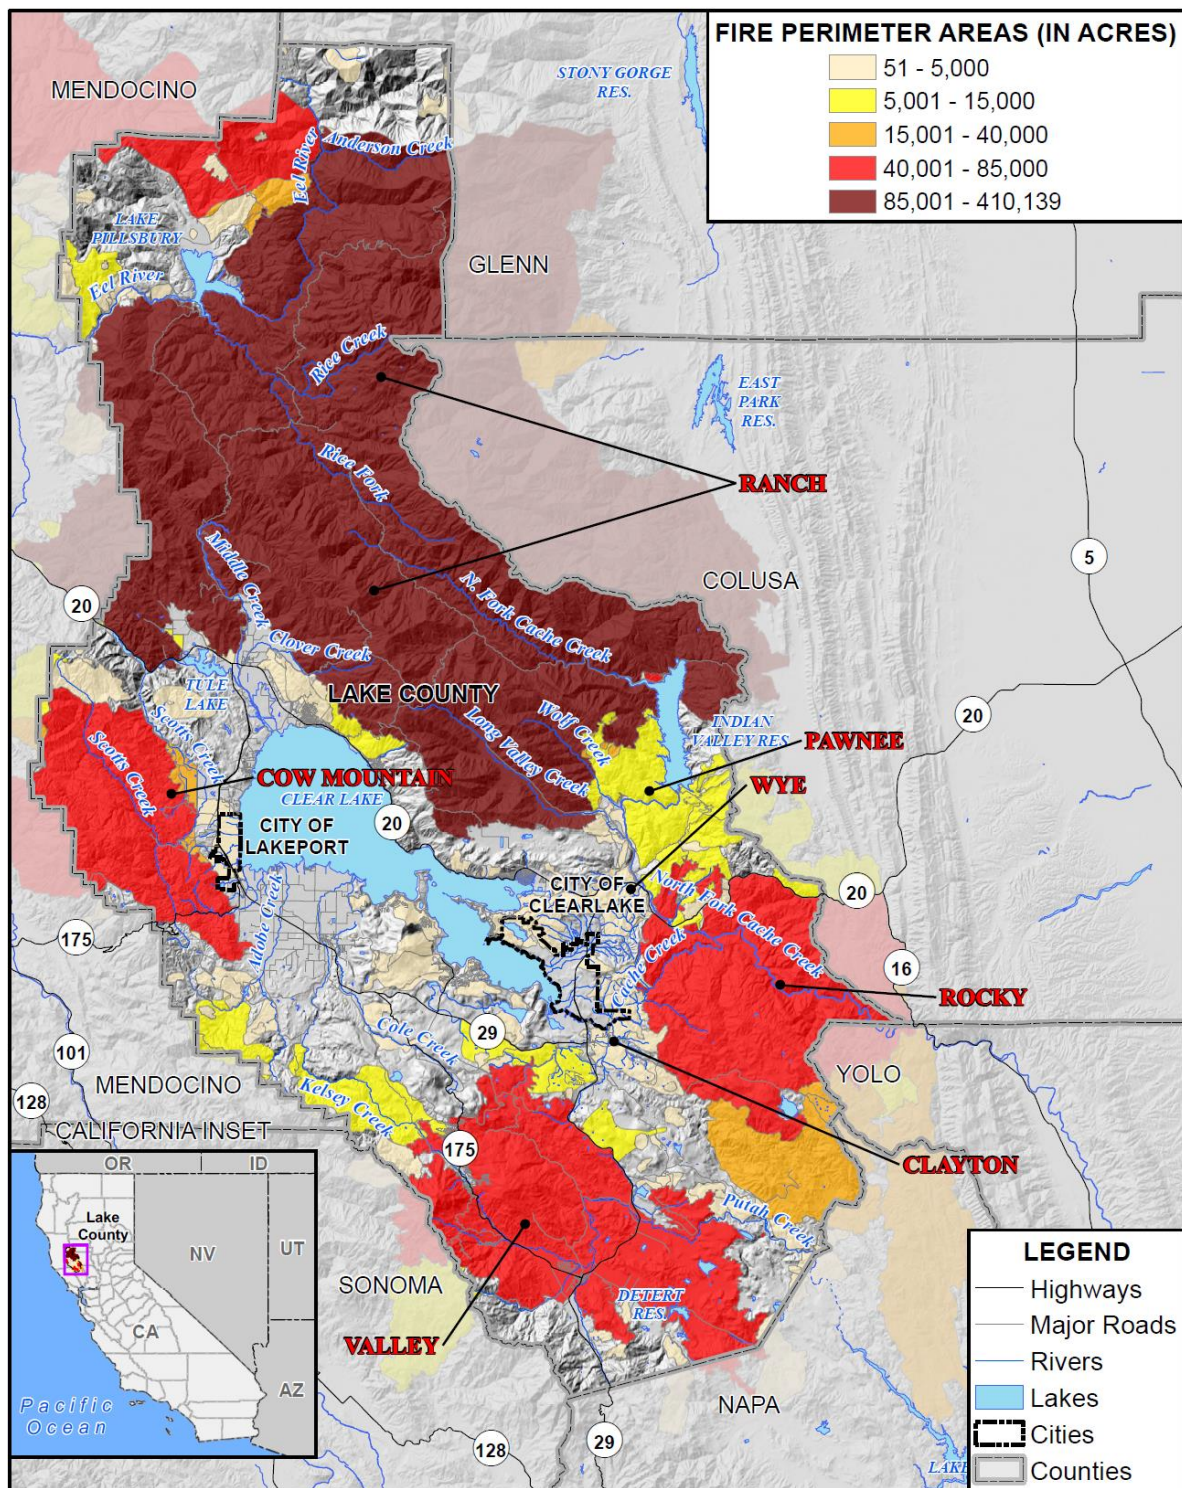 FIRE PERIMETER AREAS (IN ACRES)
51 - 5,000
5,001 - 15,000
15,001 - 40,000
40,001 - 85,000
85,001 - 410,139
MENDOCINO
STONY GORGE
RES.
Anderson Creek
Eel River
LAKE
PILLSBURY
GLENN
Eel River
Rice Creek
EAST
PARK
RES.
RANCH
Rice Fork
Middle Creek
5
COLUSA
N. Fork Cache Creek
20
Clover Creek
TULE
LAKE
LAKE COUNTY
Scotts Creek
Scotts Creek
Long Valley Creek
Wolf Creek
INDIAN
VALLEY RES.
20
PAWNEE
COW MOUNTAIN
WYE
CLEAR LAKE
20
CITY OF
LAKEPORT
CITY OF
CLEARLAKE
North Fork Cache Creek
20
Adobe Creek
175
Cache Creek
16
ROCKY
29
Cole Creek
101
MENDOCINO
Kelsey Creek
YOLO
128
CALIFORNIA INSET
175
CLAYTON
OR
ID
Lake
County
NV
UT
CA
AZ
Pacific
Ocean
Putah Creek
SONOMA
DETERT
RES.
VALLEY
NAPA
128
29
LAKE
LEGEND
Highways
Major Roads
Rivers
Lakes
Cities
Counties